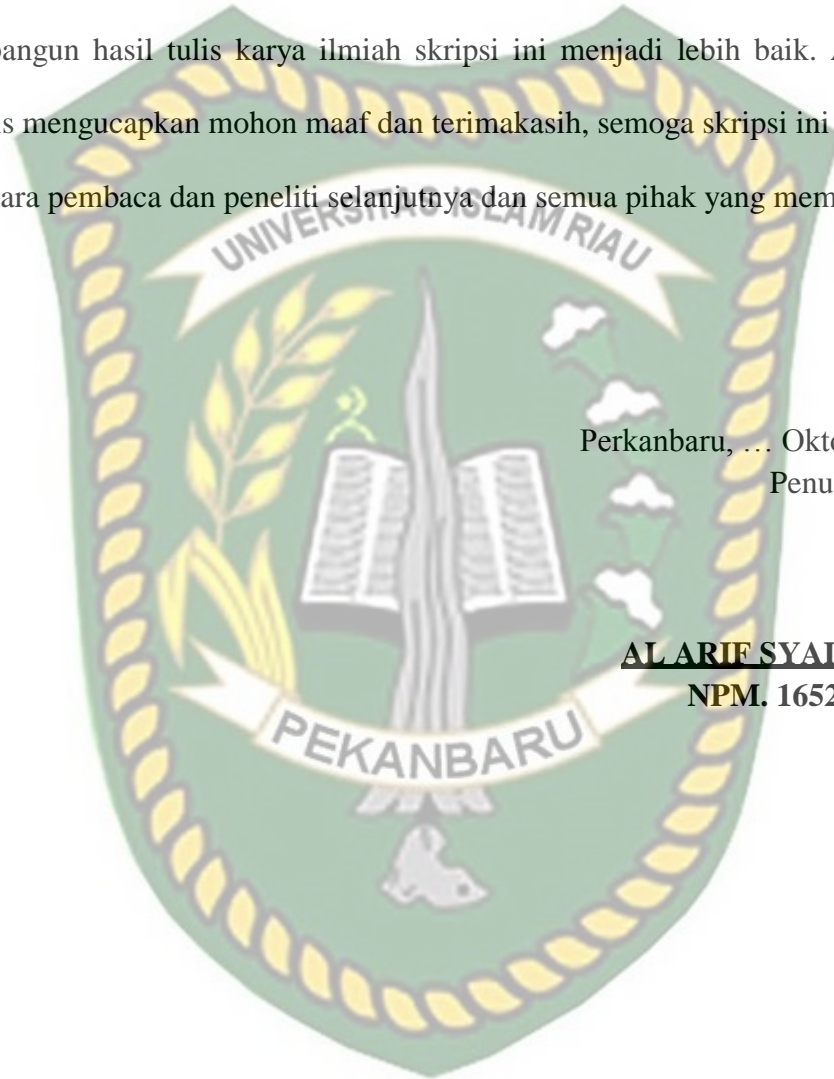 bangun hasil tulis karya ilmiah skripsi ini menjadi lebih baik.
s mengucapkan mohon maaf dan terimakasih, semoga skripsi ini
ara pembaca dan peneliti selanjutnya dan semua pihak yang mem
UNIVERSITAS ISLAM RIAU
Perkanbaru, … Okto
Penu
AL ARIF SYAI
NPM. 1652
PEKANBARU